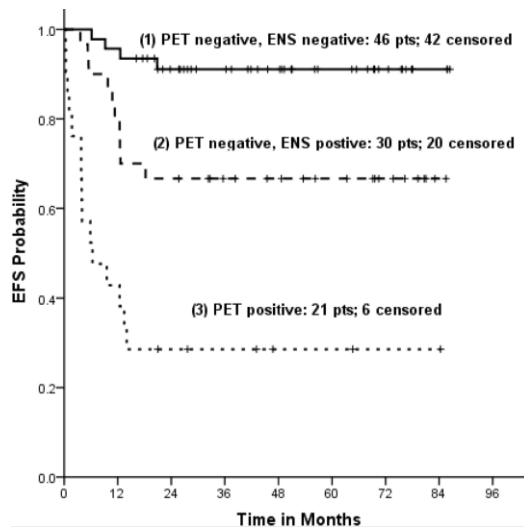 1.0
(1) PET negative, ENS negative: 46 pts; 42 censored
0.8
(2) PET negative, ENS postive: 30 pts; 20 censored
0.6
EFS Probability
0.4
(3) PET positive: 21 pts; 6 censored
0.2
0.0
0 12 24 36 48 60 72 84 96
Time in Months